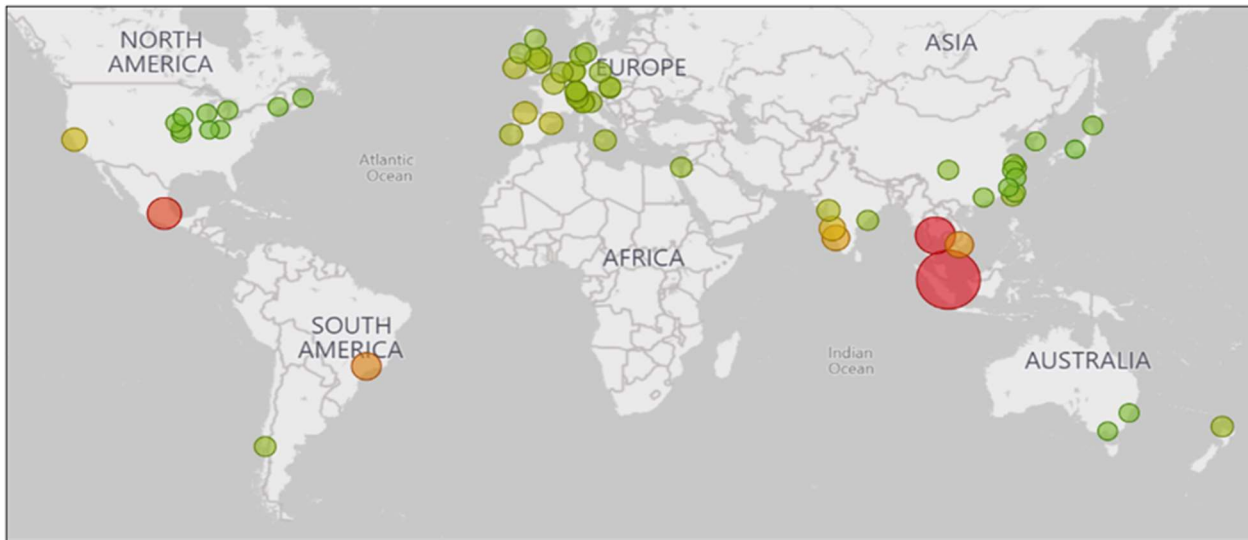 NORTH
AMERICA
ASIA
EUROPE
Atlantic
Ocean
AFRICA
SOUTH
AMERICA
Indian
Ocean
AUSTRALIA